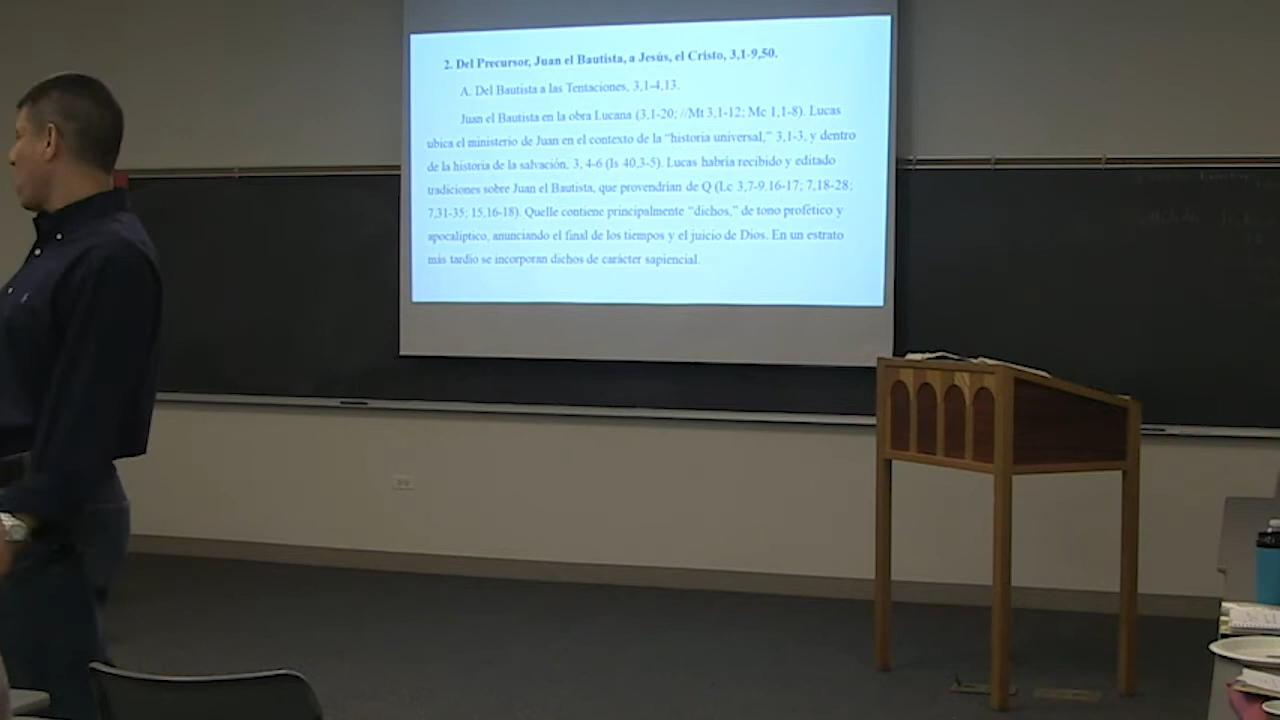 2. Del Precursor, Juan el Bautista, a Jesús, el Cristo, 3,1-9,50.
A. Del Bautista a las Tentaciones, 3,1-4,13.
Juan el Bautista en la obra Lucana (3,1-20; //Mt 3,1-12; Mc 1,1-8). Lucas
ubica el ministerio de Juan en el contexto de la “historia universal,” 3,1-3, y dentro
de la historia de la salvación, 3, 4-6 (Is 40,3-5). Lucas habría recibido y editado
tradiciones sobre Juan el Bautista, que provendrían de Q (Lc 3,7-9.16-17; 7,18-28;
7,31-35; 15,16-18). Quelle contiene principalmente “dichos,” de tono profético y
apocalíptico, anunciando el final de los tiempos y el juicio de Dios. En un estrato
más tardío se incorporan dichos de carácter sapiencial.